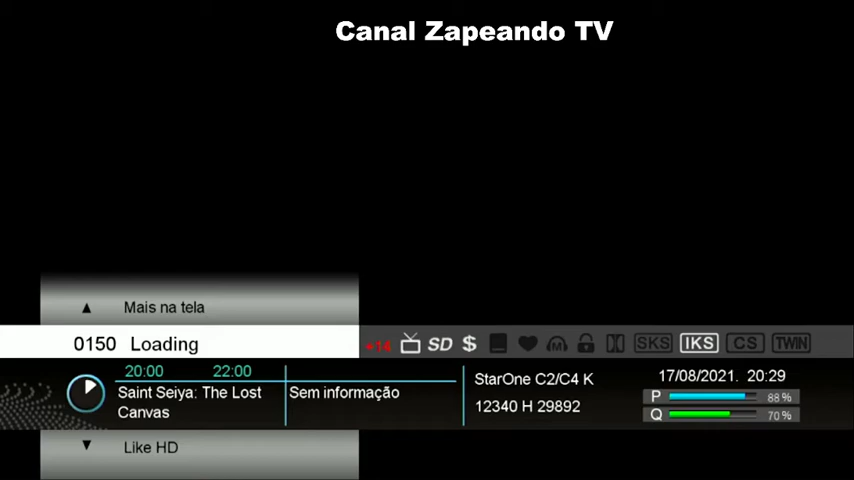 Canal Zapeando TV
Mais na tela
0150 Loading
+14 SD $ SKS IKS CS TWIN
20:00 22:00
Saint Seiya: The Lost Canvas
Sem informação
StarOne C2/C4 K
12340 H 29892
17/08/2021. 20:29
P 88%
Q 70%
Like HD